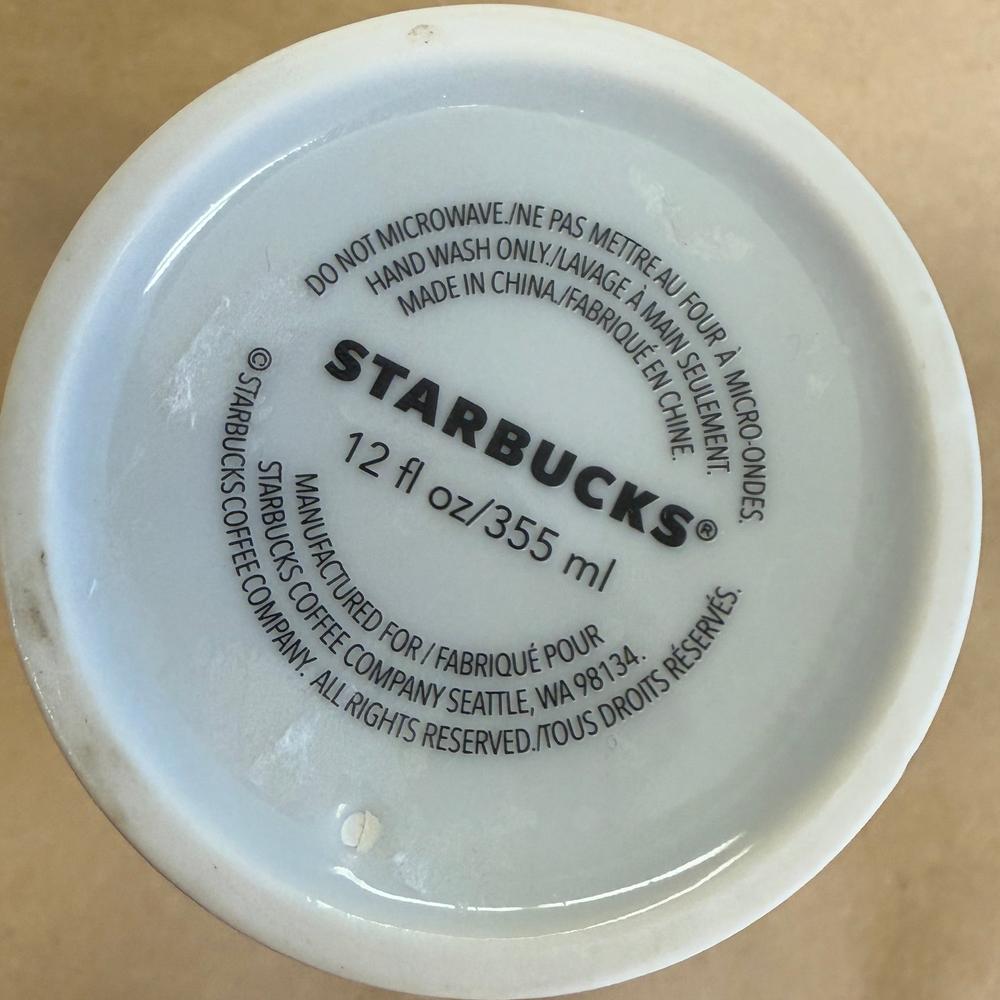 DO NOT MICROWAVE./NE PAS METTRE AU FOUR À MICRO-ONDES.
HAND WASH ONLY./LAVAGE À MAIN SEULEMENT.
MADE IN CHINA./FABRIQUÉ EN CHINE.
STARBUCKS®
12 fl oz/355 ml
MANUFACTURED FOR / FABRIQUÉ POUR
STARBUCKS COFFEE COMPANY SEATTLE, WA 98134.
© STARBUCKS COFFEE COMPANY. ALL RIGHTS RESERVED./TOUS DROITS RÉSERVÉS.